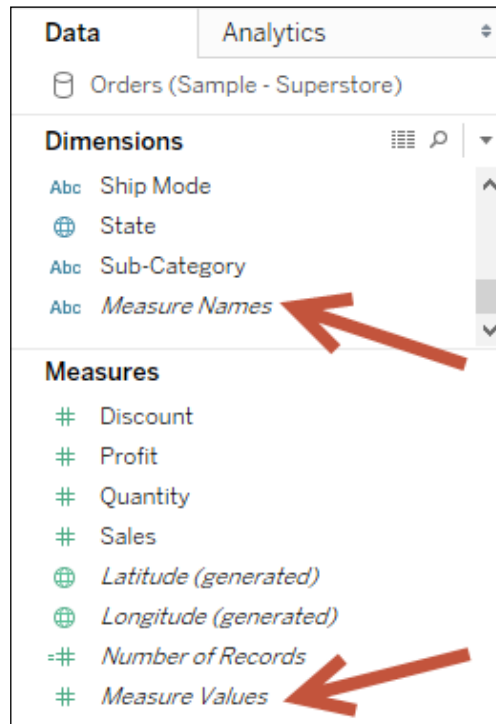 Data Analytics
Orders (Sample - Superstore)
Dimensions
Abc Ship Mode
State
Abc Sub-Category
Abc Measure Names
Measures
# Discount
# Profit
# Quantity
# Sales
Latitude (generated)
Longitude (generated)
=# Number of Records
# Measure Values